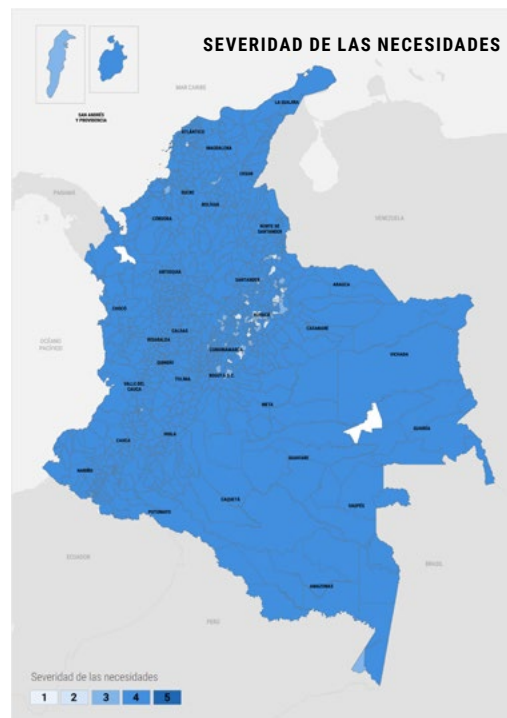 SEVERIDAD DE LAS NECESIDADES
MAR CARIBE
SAN ANDRÉS
Y PROVIDENCIA
LA GUAJIRA
ATLÁNTICO
MAGDALENA
CESAR
SUCRE
BOLÍVAR
PANAMÁ
CÓRDOBA
NORTE DE
SANTANDER
VENEZUELA
ANTIOQUIA
SANTANDER
ARAUCA
CHOCÓ
BOYACÁ
CASANARE
CALDAS
OCÉANO
PACÍFICO
RISARALDA
CUNDINAMARCA
VICHADA
QUINDÍO
BOGOTÁ D.C.
TOLIMA
VALLE DEL
CAUCA
META
GUAINÍA
CAUCA
HUILA
GUAVIARE
NARIÑO
CAQUETÁ
VAUPÉS
PUTUMAYO
ECUADOR
BRASIL
AMAZONAS
PERÚ
Severidad de las necesidades
1 2 3 4 5